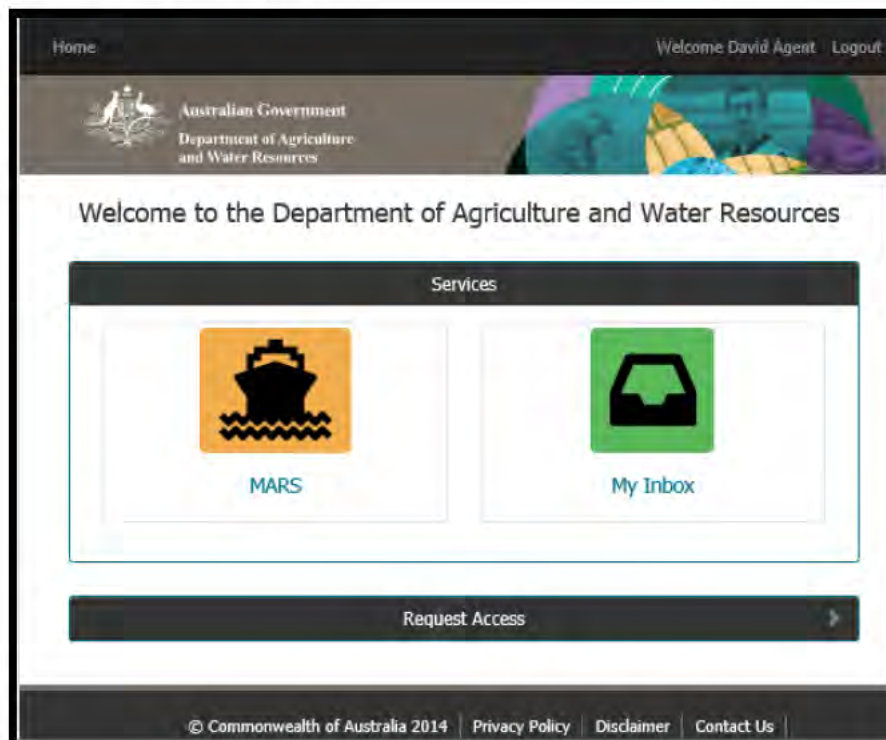 Home Welcome David Agent Logout
Australian Government
Department of Agriculture
and Water Resources
Welcome to the Department of Agriculture and Water Resources
Services
MARS My Inbox
Request Access
© Commonwealth of Australia 2014 | Privacy Policy | Disclaimer | Contact Us |